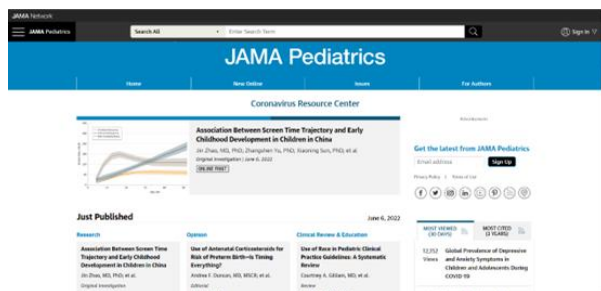 JAMA Network
JAMA Pediatrics
Search All
Enter Search Term
Sign In
JAMA Pediatrics
Home
New Online
Issues
For Authors
Coronavirus Resource Center
Association Between Screen Time Trajectory and Early
Childhood Development in Children in China
Jin Zhao, MD, PhD; Zhangshen Yu, PhD; Xiaoning Sun, PhD; et al
Original Investigation | June 6, 2022
ONLINE FIRST
Advertisement
Get the latest from JAMA Pediatrics
Email address
Sign Up
Privacy Policy | Terms of Use
Just Published
June 6, 2022
Research
Association Between Screen Time
Trajectory and Early Childhood
Development in Children in China
Jin Zhao, MD, PhD; et al.
Original Investigation
Opinion
Use of Antenatal Corticosteroids for
Risk of Preterm Birth—Is Timing
Everything?
Andrea F. Duncan, MD, MSCR; et al.
Editorial
Clinical Review & Education
Use of Race in Pediatric Clinical
Practice Guidelines: A Systematic
Review
Courtney A. Gilliam, MD; et al.
Review
MOST VIEWED
(30 DAYS)
MOST CITED
(3 YEARS)
Views
Global Prevalence of Depressive
and Anxiety Symptoms in
Children and Adolescents During
COVID-19